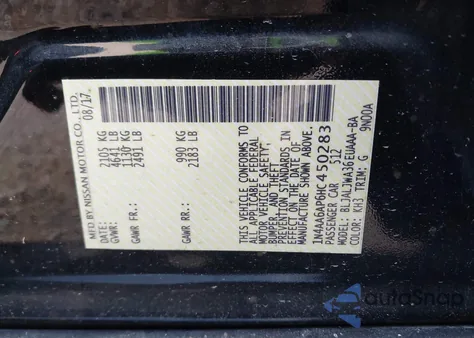 MFD BY NISSAN MOTOR CO., LTD.
08/17
GVWR: 2105 KG
4641 LB
GAWR FR: 1130 KG
2491 LB
GAWR RR: 990 KG
2183 LB
THIS VEHICLE CONFORMS TO ALL
APPLICABLE FEDERAL
MOTOR VEHICLE SAFETY,
BUMPER, AND THEFT
PREVENTION STANDARDS IN
EFFECT ON THE DATE OF
MANUFACTURE SHOWN ABOVE.
1N4AA6AP6HC450283
PASSENGER CAR S12
MODEL: BLJALJWA36EUAAA-BA
COLOR: KH3 TRIM: G 9N00A
autoSnap